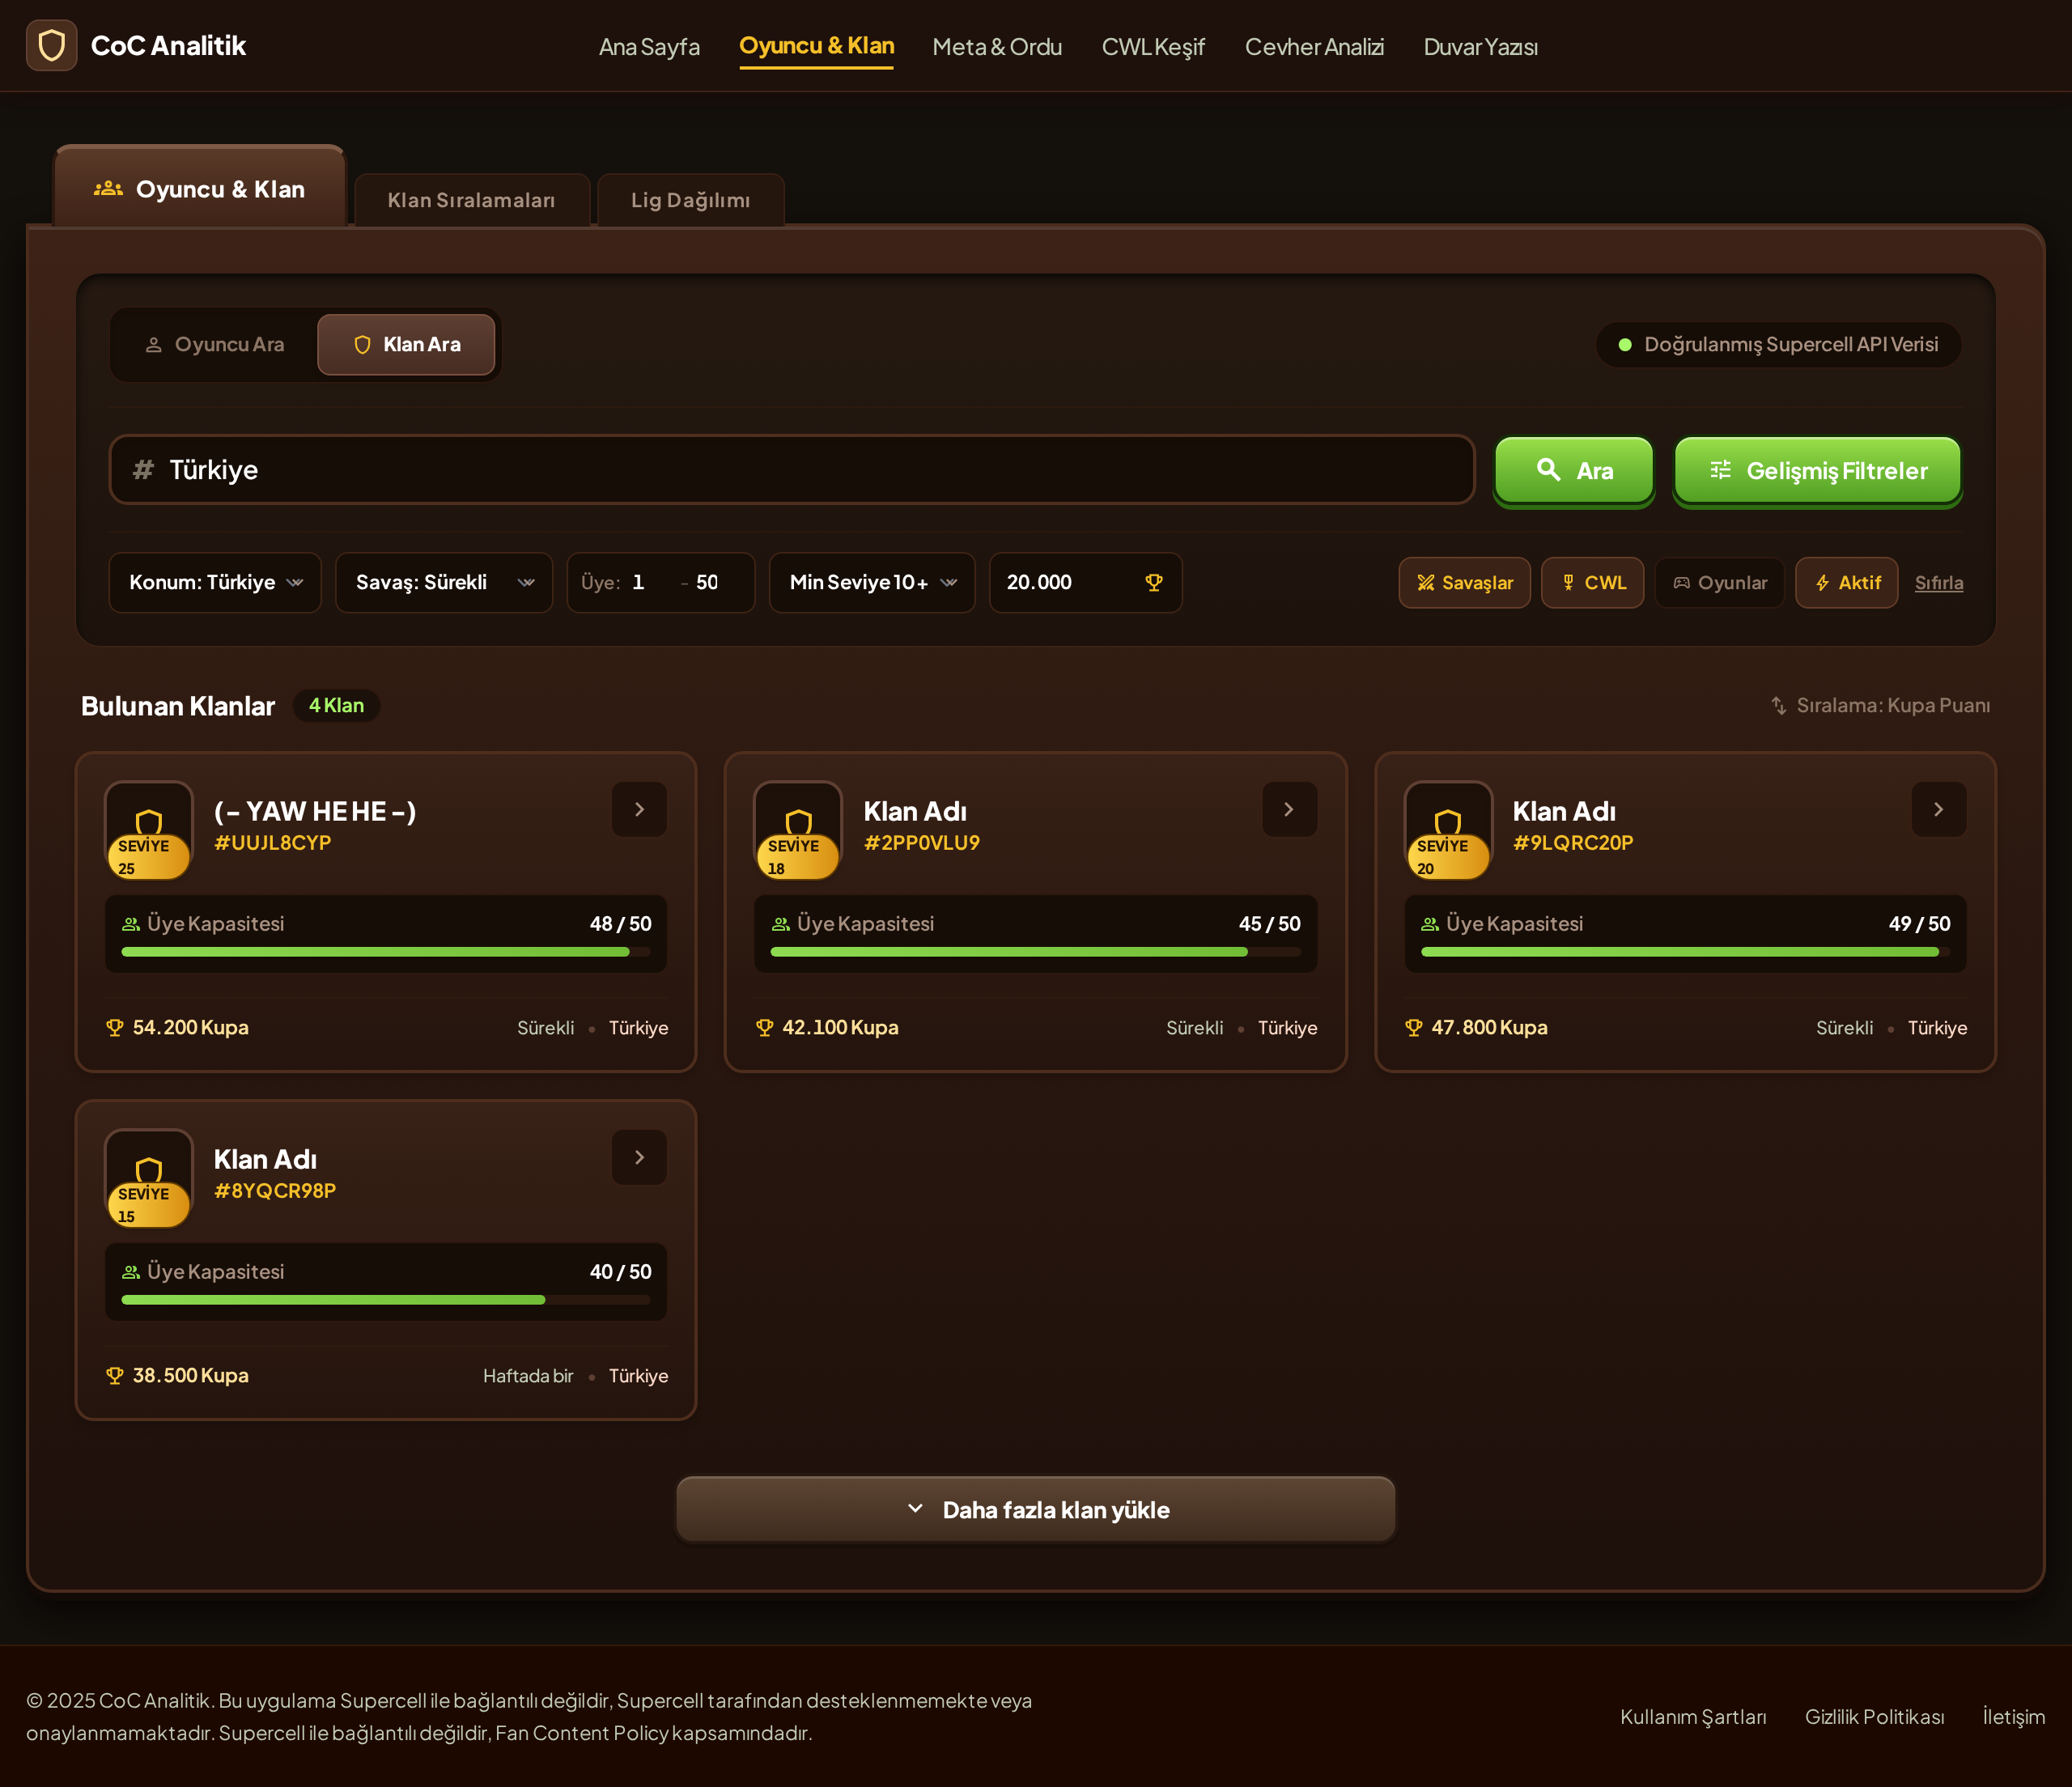 CoC Analitik
Ana Sayfa
Oyuncu & Klan
Meta & Ordu
CWL Keşif
Cevher Analizi
Duvar Yazısı
Oyuncu & Klan
Klan Sıralamaları
Lig Dağılımı
Oyuncu Ara
Klan Ara
Doğrulanmış Supercell API Verisi
# Türkiye
Ara
Gelişmiş Filtreler
Konum: Türkiye
Savaş: Sürekli
Üye: 1 - 50
Min Seviye 10+
20.000
Savaşlar
CWL
Oyunlar
Aktif
Sıfırla
Bulunan Klanlar
4 Klan
Sıralama: Kupa Puanı
(- YAW HE HE -)
#UUJL8CYP
SEVİYE
25
Üye Kapasitesi
48 / 50
54.200 Kupa
Sürekli • Türkiye
Klan Adı
#2PP0VLU9
SEVİYE
18
Üye Kapasitesi
45 / 50
42.100 Kupa
Sürekli • Türkiye
Klan Adı
#9LQRC20P
SEVİYE
20
Üye Kapasitesi
49 / 50
47.800 Kupa
Sürekli • Türkiye
Klan Adı
#8YQCR98P
SEVİYE
15
Üye Kapasitesi
40 / 50
38.500 Kupa
Haftada bir • Türkiye
Daha fazla klan yükle
© 2025 CoC Analitik. Bu uygulama Supercell ile bağlantılı değildir, Supercell tarafından desteklenmemekte veya
onaylanmamaktadır. Supercell ile bağlantılı değildir, Fan Content Policy kapsamındadır.
Kullanım Şartları
Gizlilik Politikası
İletişim